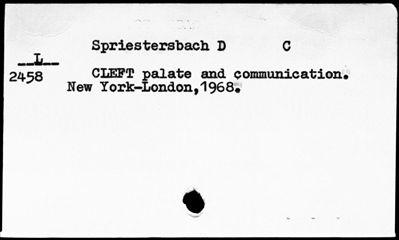 Spriestersbach D C
L
2458
CLEFT palate and communication.
New York-London,1968.